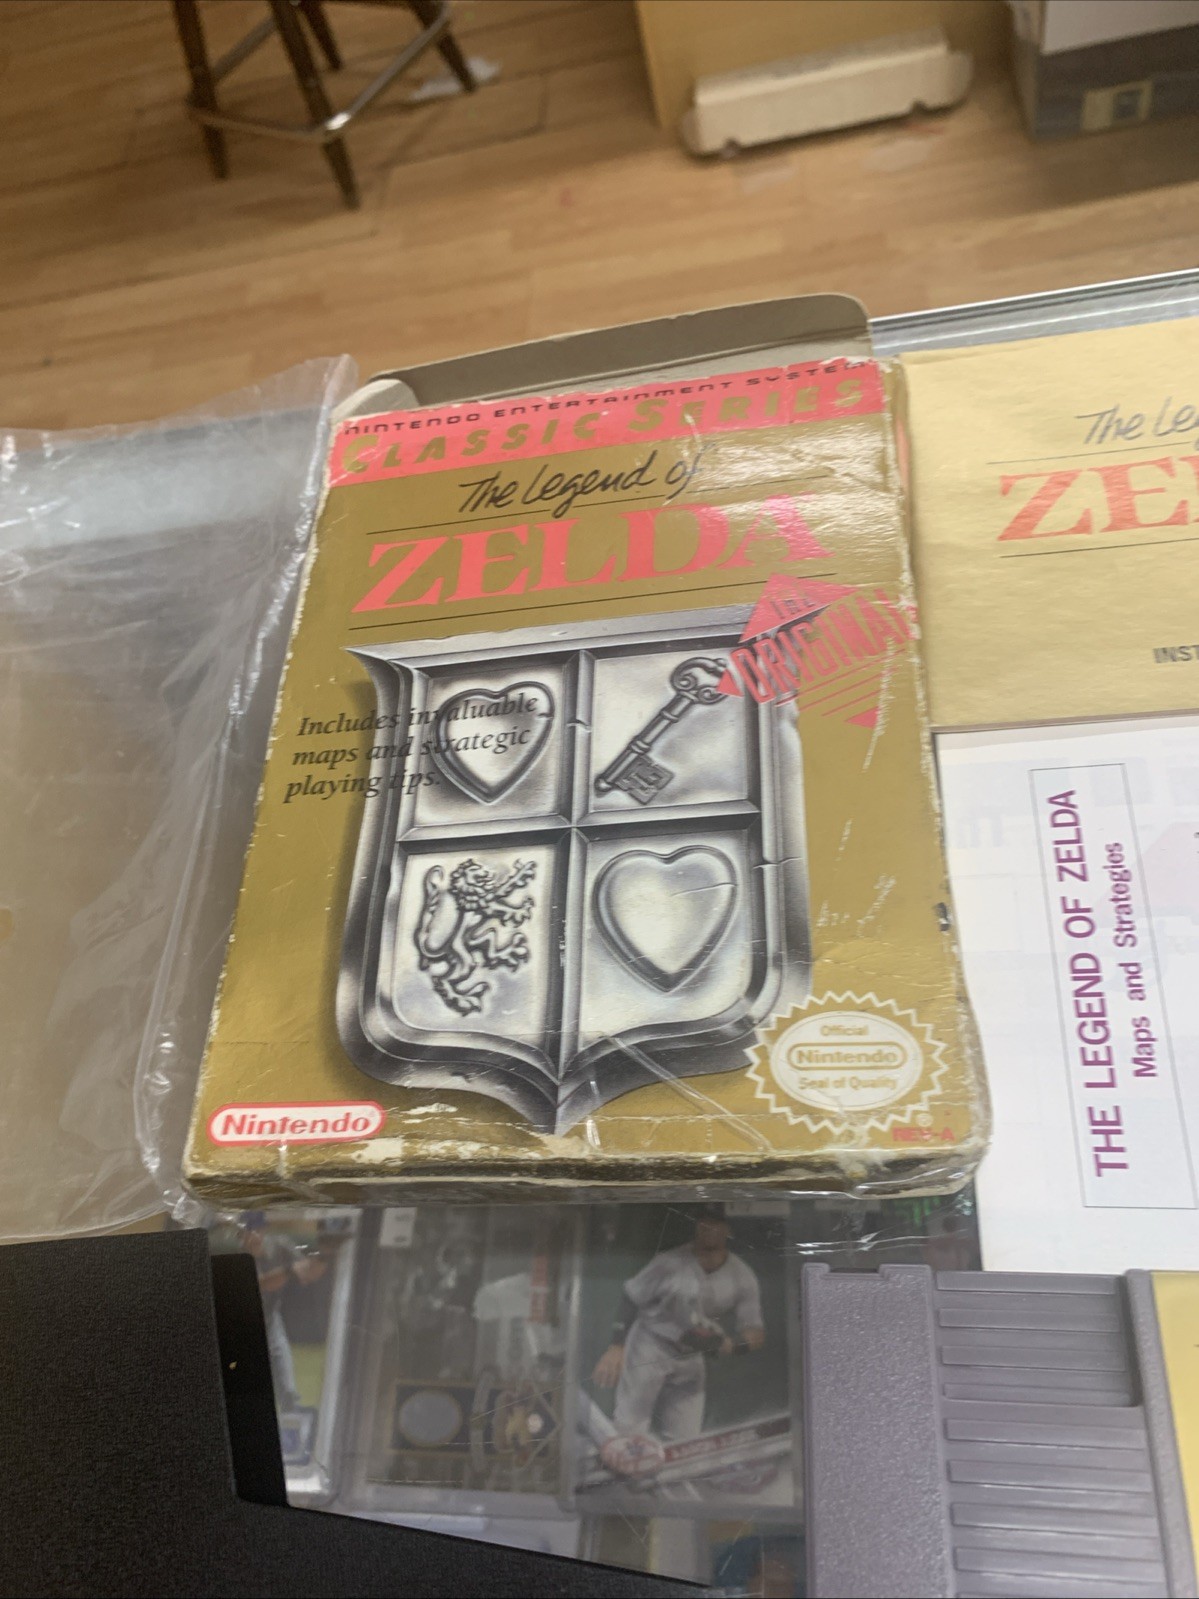 NINTENDO ENTERTAINMENT SYSTEM
CLASSIC SERIES
The Legend of
ZELDA
THE
ORIGINAL
Includes invaluable
maps and strategic
playing tips.
Official
Nintendo
Seal of Quality
Nintendo
®
The Le
ZE
INST
THE LEGEND OF ZELDA
Maps and Strategies